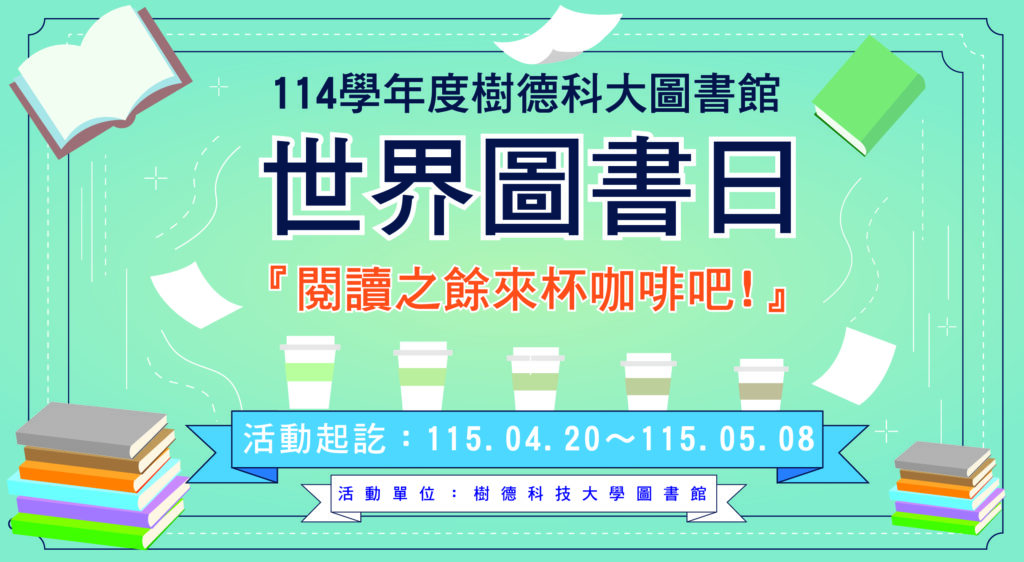 114學年度樹德科大圖書館
世界圖書日
『閱讀之餘來杯咖啡吧!』
活動起訖：115.04.20～115.05.08
活動單位：樹德科技大學圖書館